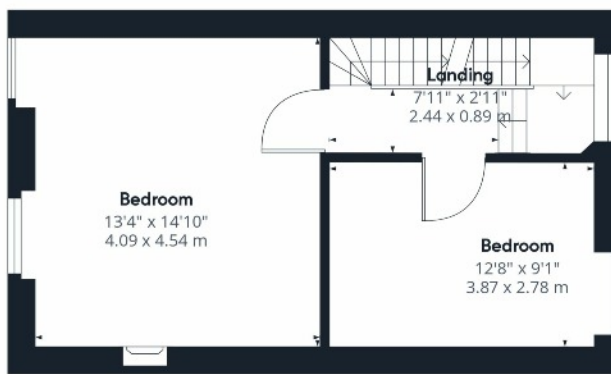 Landing
7'11" x 2'11"
2.44 x 0.89 m
Bedroom
13'4" x 14'10"
4.09 x 4.54 m
Bedroom
12'8" x 9'1"
3.87 x 2.78 m